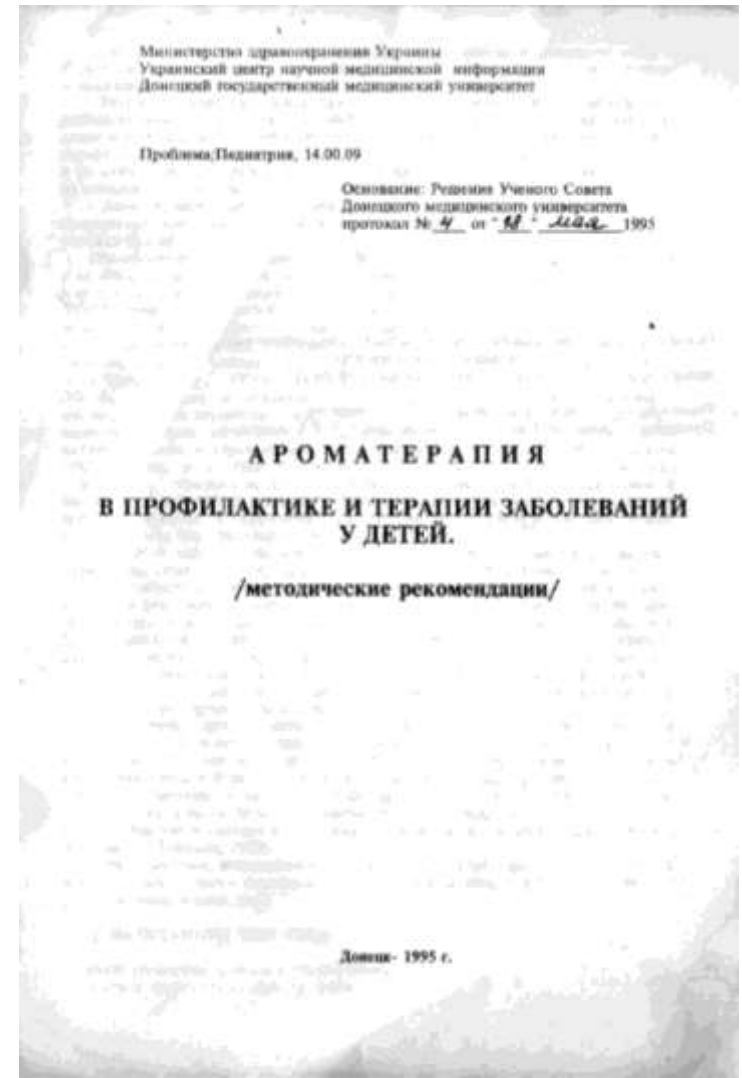 Министерство здравоохранения Украины
Украинский центр научной медицинской информации
Донецкий государственный медицинский университет
Проблема;Педиатрия, 14.00.09
Основание: Решение Ученого Совета
Донецкого медицинского университета
протокол № 4 от " 18 " мая 1995
АРОМАТЕРАПИЯ
В ПРОФИЛАКТИКЕ И ТЕРАПИИ ЗАБОЛЕВАНИЙ
У ДЕТЕЙ.
/методические рекомендации/
Донецк- 1995 г.